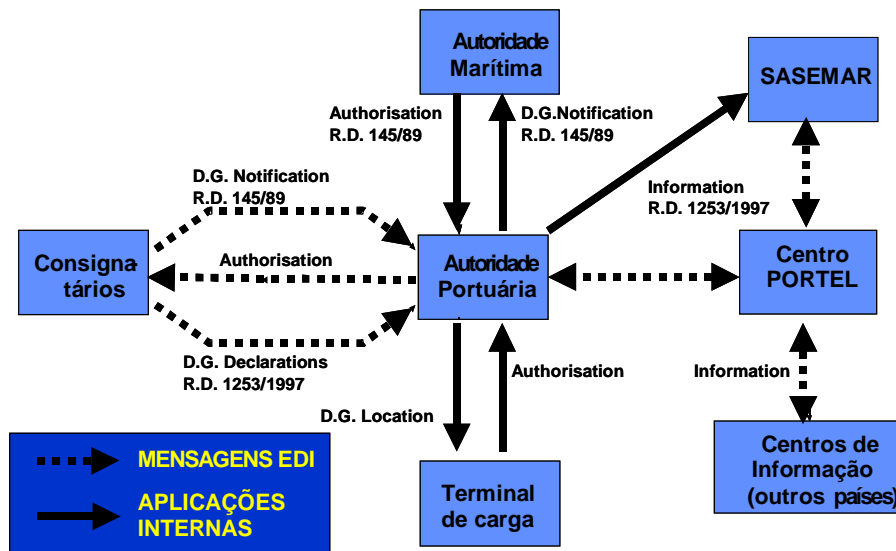 Autoridade
Marítima
SASEMAR
Authorisation
R.D. 145/89
D.G.Notification
R.D. 145/89
D.G. Notification
R.D. 145/89
Information
R.D. 1253/1997
Consigna-
tários
Authorisation
Autoridade
Portuária
Centro
PORTEL
D.G. Declarations
R.D. 1253/1997
Authorisation
Information
D.G. Location
MENSAGENS EDI
APLICAÇÕES
INTERNAS
Terminal
de carga
Centros de
Informação
(outros países)